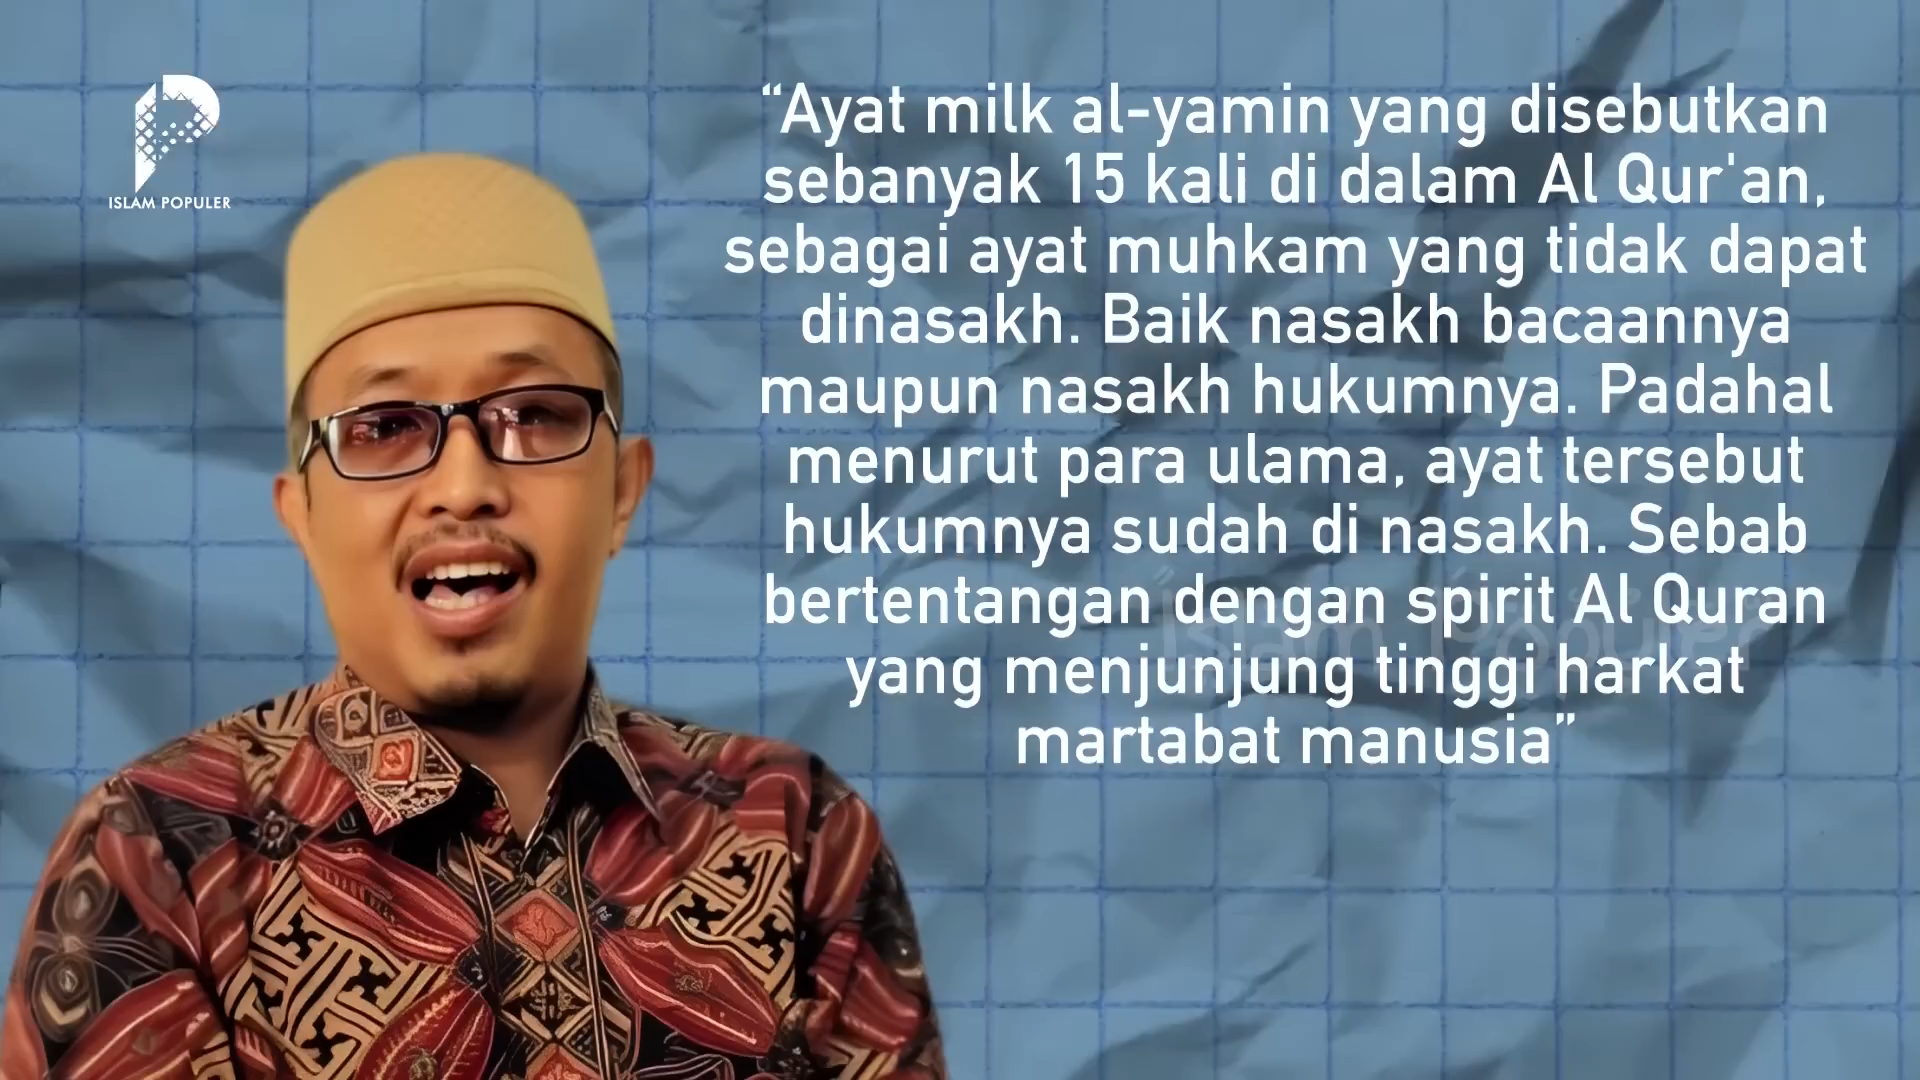 ISLAM POPULER
“Ayat milk al-yamin yang disebutkan
sebanyak 15 kali di dalam Al Qur'an,
sebagai ayat muhkam yang tidak dapat
dinasakh. Baik nasakh bacaannya
maupun nasakh hukumnya. Padahal
menurut para ulama, ayat tersebut
hukumnya sudah di nasakh. Sebab
bertentangan dengan spirit Al Quran
yang menjunjung tinggi harkat
martabat manusia”
Islam Populer